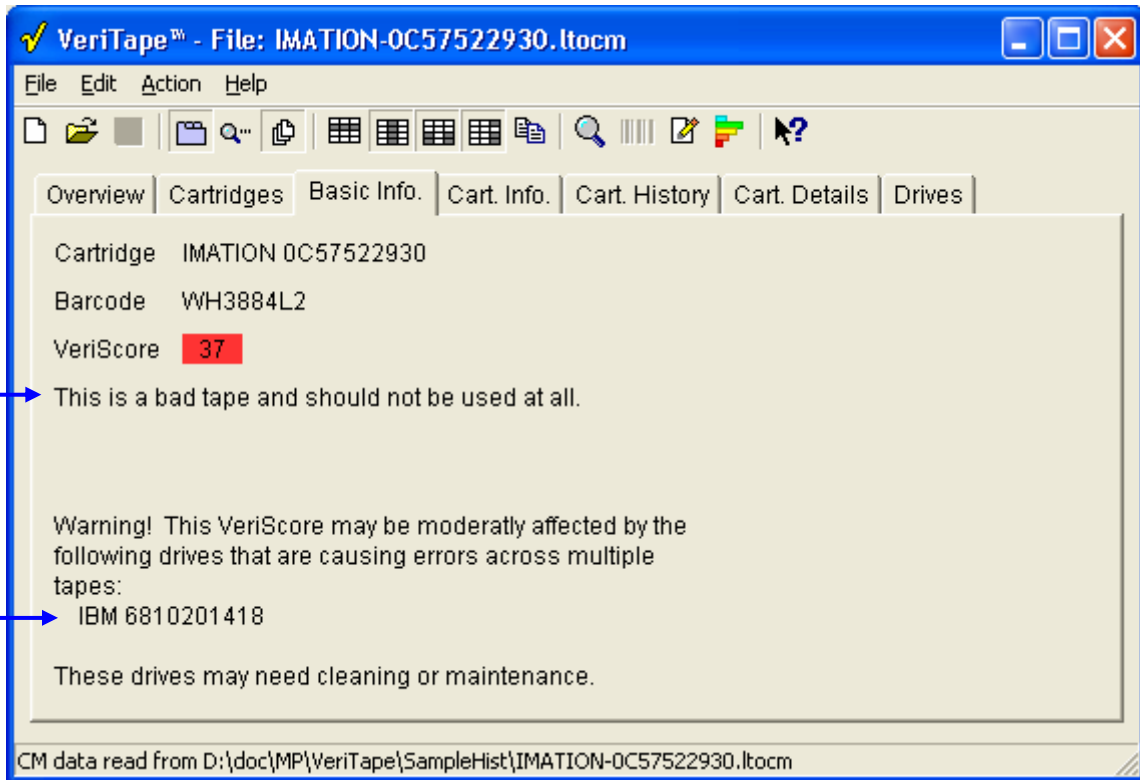 VeriTape™ - File: IMATION-0C57522930.ltocm
File Edit Action Help
Overview Cartridges Basic Info. Cart. Info. Cart. History Cart. Details Drives
Cartridge IMATION 0C57522930
Barcode WH3884L2
VeriScore 37
This is a bad tape and should not be used at all.
Warning! This VeriScore may be moderatly affected by the
following drives that are causing errors across multiple
tapes:
IBM 6810201418
These drives may need cleaning or maintenance.
CM data read from D:\doc\MP\VeriTape\SampleHist\IMATION-0C57522930.ltocm